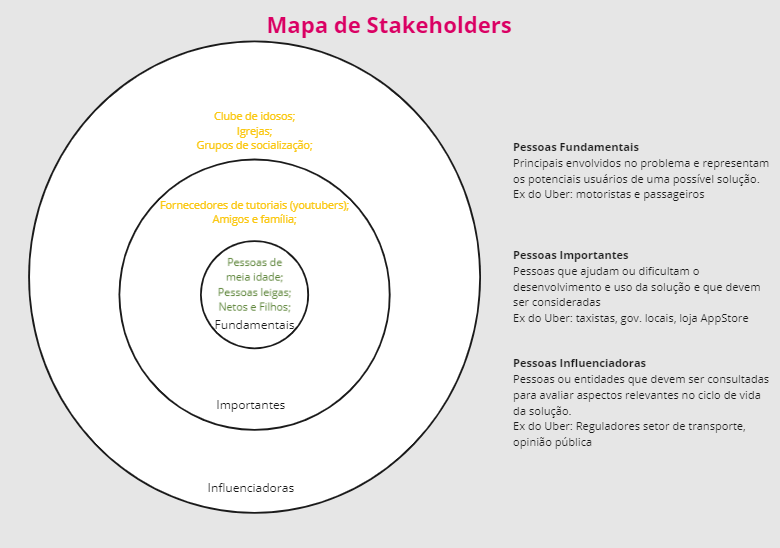 Mapa de Stakeholders
Clube de idosos;
Igrejas;
Grupos de socialização;
Fornecedores de tutoriais (youtubers);
Amigos e família;
Pessoas de
meia idade;
Pessoas leigas;
Netos e Filhos;
Fundamentais
Importantes
Influenciadoras
Pessoas Fundamentais
Principais envolvidos no problema e representam
os potenciais usuários de uma possível solução.
Ex do Uber: motoristas e passageiros
Pessoas Importantes
Pessoas que ajudam ou dificultam o
desenvolvimento e uso da solução e que devem
ser consideradas
Ex do Uber: taxistas, gov. locais, loja AppStore
Pessoas Influenciadoras
Pessoas ou entidades que devem ser consultadas
para avaliar aspectos relevantes no ciclo de vida
da solução.
Ex do Uber: Reguladores setor de transporte,
opinião pública